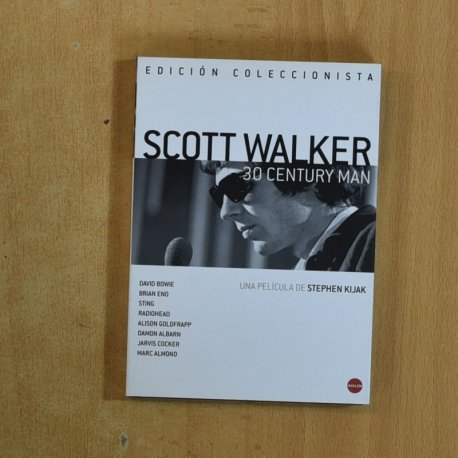 EDICIÓN COLECCIONISTA
SCOTT WALKER
30 CENTURY MAN
UNA PELÍCULA DE STEPHEN KIJAK
DAVID BOWIE
BRIAN ENO
STING
RADIOHEAD
ALISON GOLDFRAPP
DAMON ALBARN
JARVIS COCKER
MARC ALMOND
AVALON